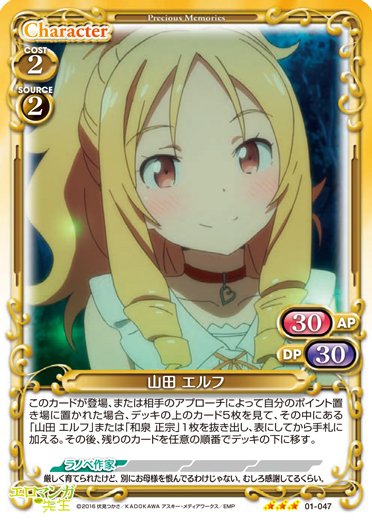 Precious Memories
Character
COST
2
SOURCE
2
30 AP
DP 30
山田 エルフ
このカードが登場、または相手のアプローチによって自分のポイント置
き場に置かれた場合、デッキの上のカード5枚を見て、その中にある
「山田 エルフ」または「和泉 正宗」1枚を抜き出し、表にしてから手札に
加える。その後、残りのカードを任意の順番でデッキの下に移す。
ラノベ作家
厳しく育てられたけど、別にお母様を恨んでるわけじゃない。むしろ感謝してるくらい。
エロマンガ
先生
©2016 伏見つかさ/KADOKAWA アスキー・メディアワークス/EMP
01-047